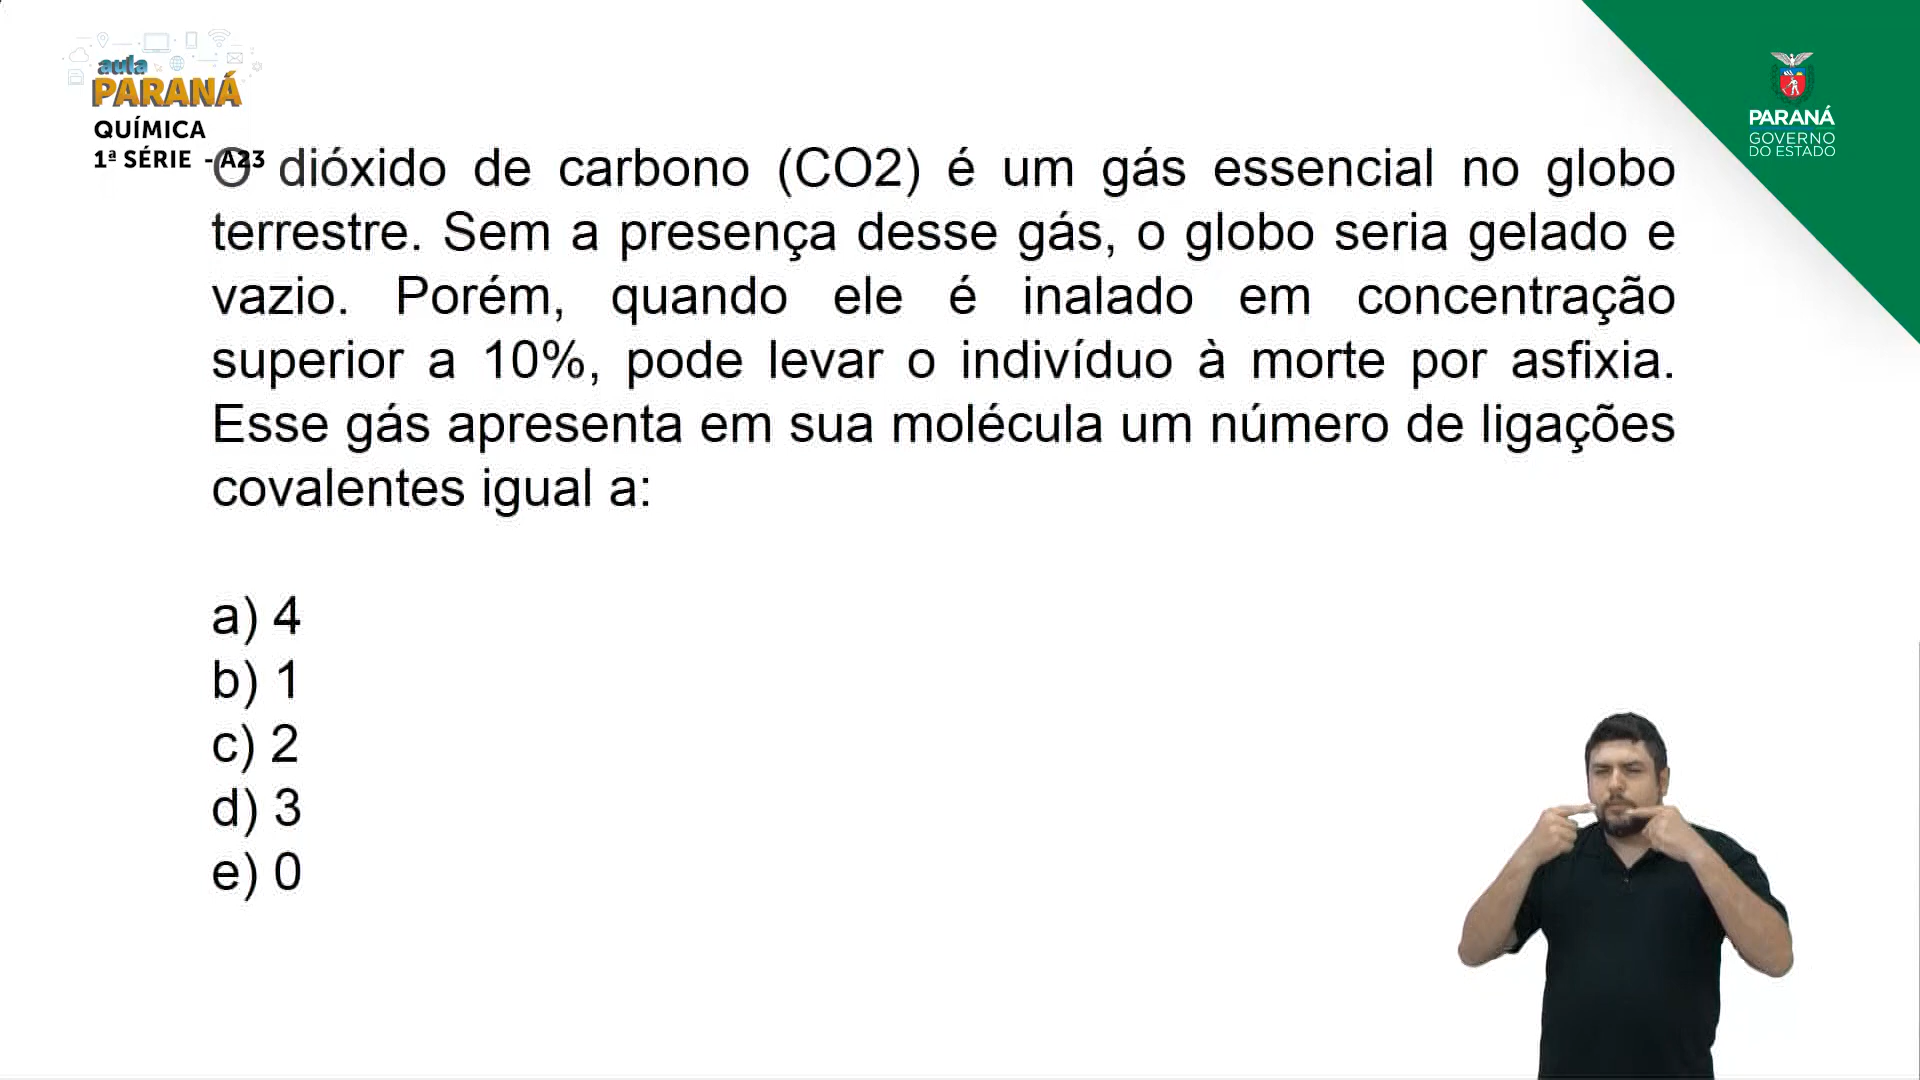 aula
PARANÁ
QUÍMICA
1ª SÉRIE - A23
PARANÁ
GOVERNO
DO ESTADO
O dióxido de carbono (CO2) é um gás essencial no globo
terrestre. Sem a presença desse gás, o globo seria gelado e
vazio. Porém, quando ele é inalado em concentração
superior a 10%, pode levar o indivíduo à morte por asfixia.
Esse gás apresenta em sua molécula um número de ligações
covalentes igual a:
a) 4
b) 1
c) 2
d) 3
e) 0